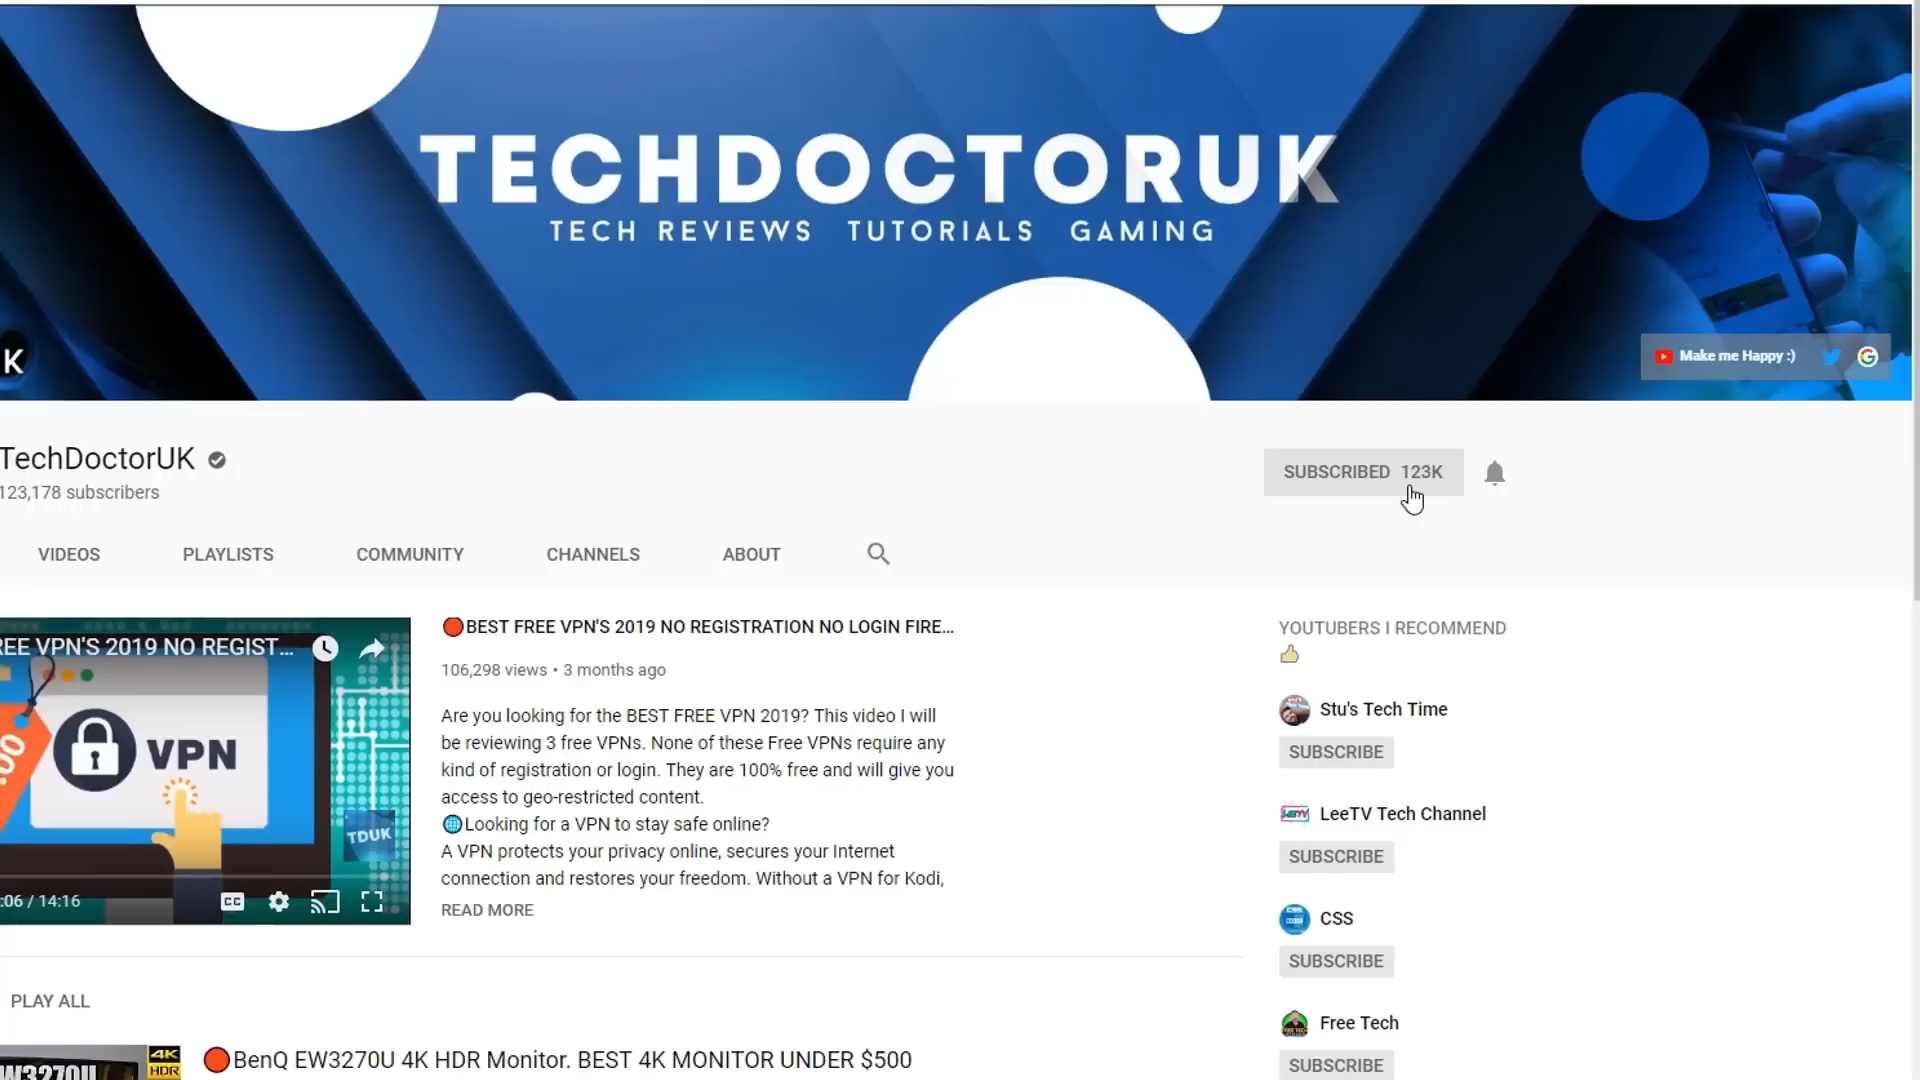 TECHDOCTORUK
TECH REVIEWS TUTORIALS GAMING
K
Make me Happy :)
TechDoctorUK
123,178 subscribers
SUBSCRIBED 123K
VIDEOS PLAYLISTS COMMUNITY CHANNELS ABOUT
EE VPN'S 2019 NO REGIST...
VPN
TDUK
:06 / 14:16
CC
🔴BEST FREE VPN'S 2019 NO REGISTRATION NO LOGIN FIRE...
106,298 views • 3 months ago
Are you looking for the BEST FREE VPN 2019? This video I will
be reviewing 3 free VPNs. None of these Free VPNs require any
kind of registration or login. They are 100% free and will give you
access to geo-restricted content.
🌐Looking for a VPN to stay safe online?
A VPN protects your privacy online, secures your Internet
connection and restores your freedom. Without a VPN for Kodi,
READ MORE
YOUTUBERS I RECOMMEND
👍
Stu's Tech Time
SUBSCRIBE
LeeTV Tech Channel
SUBSCRIBE
CSS
SUBSCRIBE
Free Tech
SUBSCRIBE
PLAY ALL
W3270U
4K
HDR
🔴BenQ EW3270U 4K HDR Monitor. BEST 4K MONITOR UNDER $500